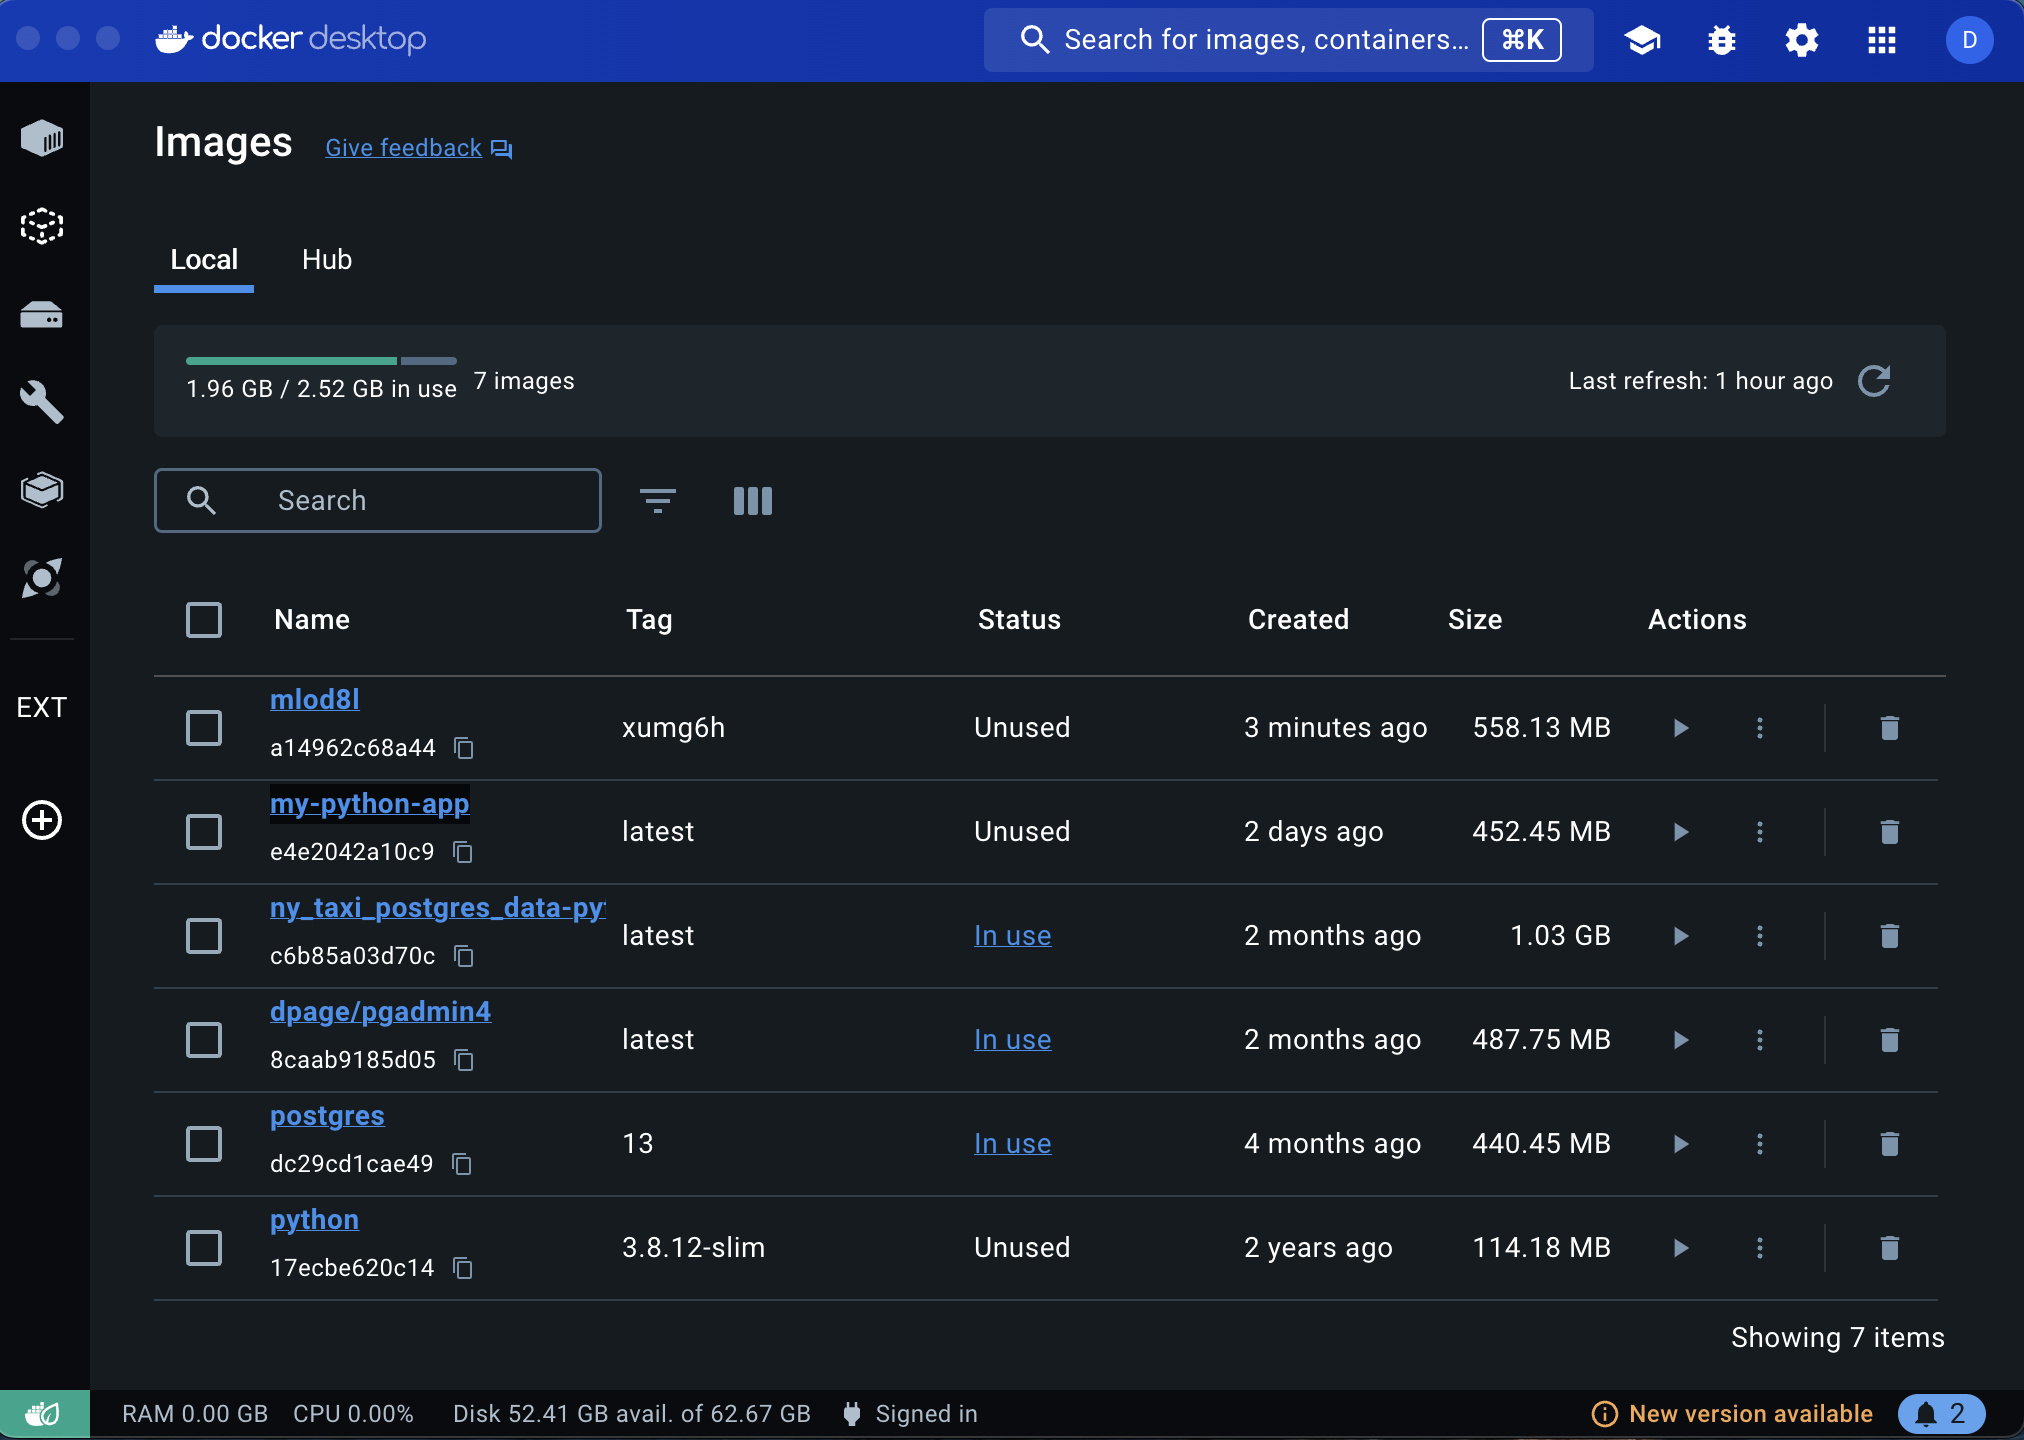 docker desktop
Search for images, containers... ⌘K
D
Images Give feedback
Local Hub
1.96 GB / 2.52 GB in use 7 images Last refresh: 1 hour ago
Search
Name Tag Status Created Size Actions
mlod8l
a14962c68a44 xumg6h Unused 3 minutes ago 558.13 MB
my-python-app
e4e2042a10c9 latest Unused 2 days ago 452.45 MB
ny_taxi_postgres_data-py
c6b85a03d70c latest In use 2 months ago 1.03 GB
dpage/pgadmin4
8caab9185d05 latest In use 2 months ago 487.75 MB
postgres
dc29cd1cae49 13 In use 4 months ago 440.45 MB
python
17ecbe620c14 3.8.12-slim Unused 2 years ago 114.18 MB
Showing 7 items
EXT
RAM 0.00 GB CPU 0.00% Disk 52.41 GB avail. of 62.67 GB Signed in New version available 2